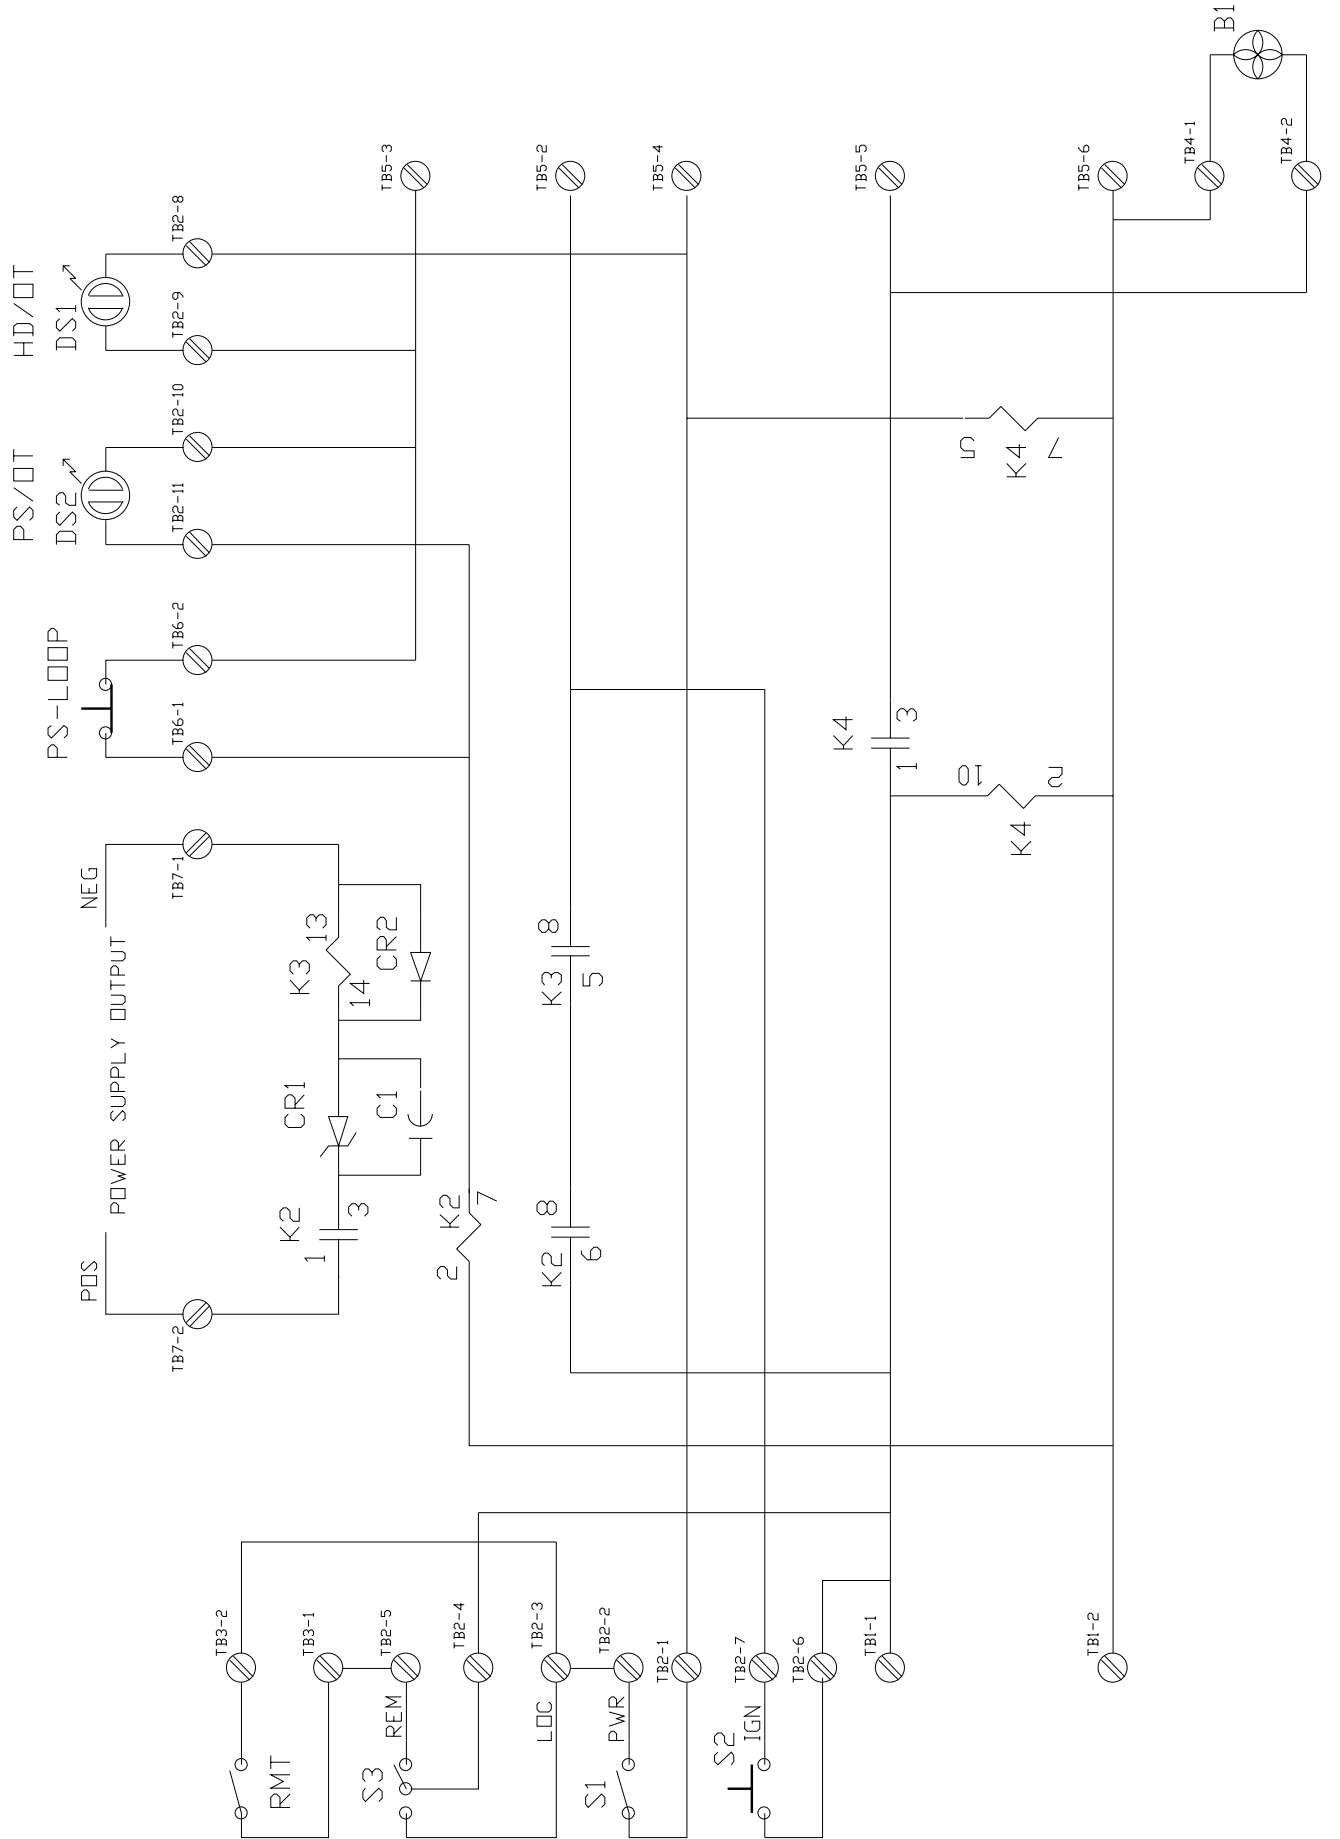 HD/OT
DS1
TB2-8
TB2-9
PS/OT
DS2
TB2-10
TB2-11
PS-LOOP
TB6-2
TB6-1
NEG
POWER SUPPLY OUTPUT
POS
TB7-1
TB7-2
K3
13
14
CR2
CR1
C1
K2
3
1
K2
7
2
K3
8
5
K2
8
6
TB5-3
TB5-2
TB5-4
TB5-5
TB5-6
TB4-1
TB4-2
B1
5
K4
7
K4
3
1
10
2
K4
TB3-2
TB3-1
TB2-5
TB2-4
TB2-3
TB2-2
TB2-1
TB2-7
TB2-6
TB1-1
TB1-2
RMT
S3
REM
LOC
S1
PWR
S2
IGN